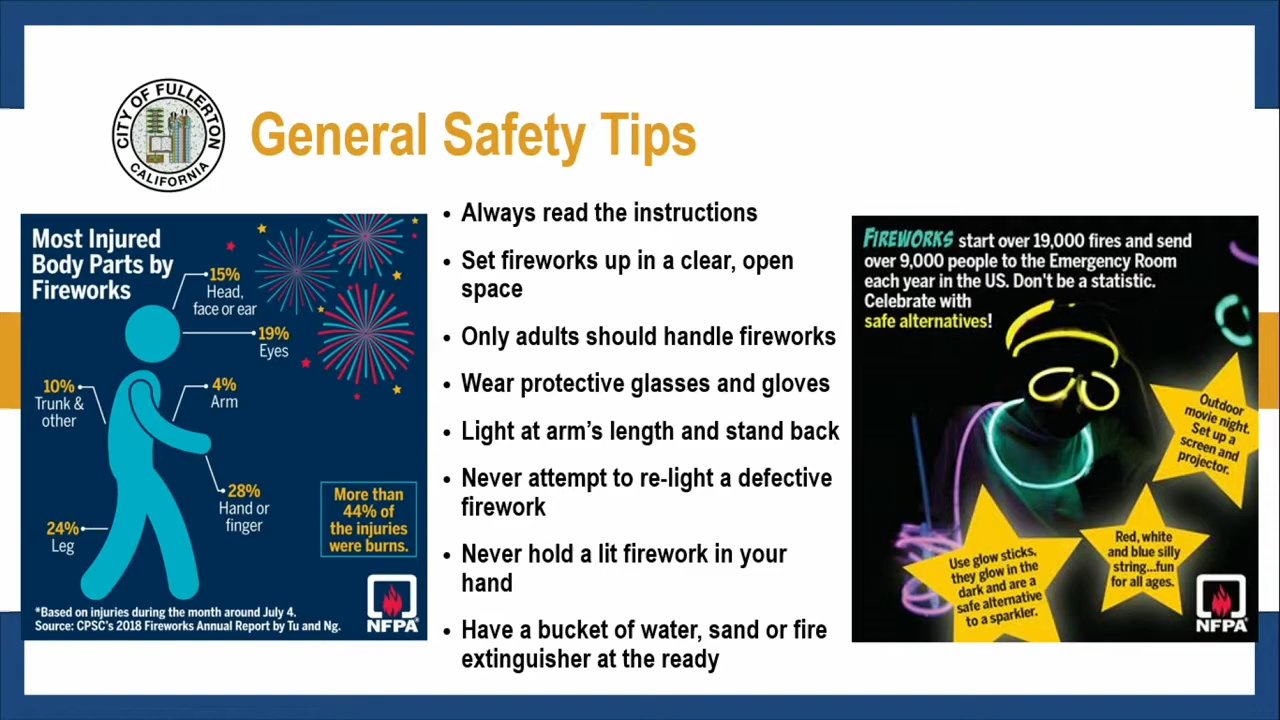 CITY OF FULLERTON
CALIFORNIA
General Safety Tips
Most Injured
Body Parts by
Fireworks
15%
Head,
face or ear
19%
Eyes
10%
Trunk &
other
4%
Arm
28%
Hand or
finger
24%
Leg
More than
44% of
the injuries
were burns.
*Based on injuries during the month around July 4.
Source: CPSC's 2018 Fireworks Annual Report by Tu and Ng.
NFPA
• Always read the instructions
• Set fireworks up in a clear, open
space
• Only adults should handle fireworks
• Wear protective glasses and gloves
• Light at arm's length and stand back
• Never attempt to re-light a defective
firework
• Never hold a lit firework in your
hand
• Have a bucket of water, sand or fire
extinguisher at the ready
FIREWORKS start over 19,000 fires and send
over 9,000 people to the Emergency Room
each year in the US. Don't be a statistic.
Celebrate with
safe alternatives!
Outdoor
movie night.
Set up a
screen and
projector.
Use glow sticks,
they glow in the
dark and are a
safe alternative
to a sparkler.
Red, white
and blue silly
string...fun
for all ages.
NFPA